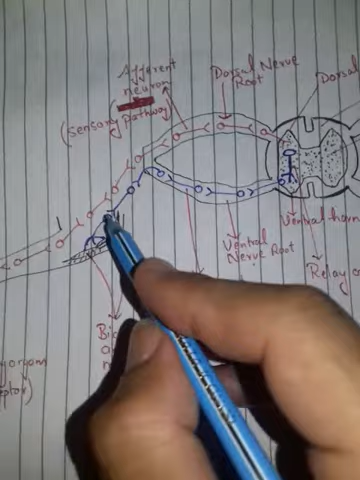 Afferent
neuron
(sensory pathway)
Dorsal Nerve
Root
Dorsal
Ventral
Nerve Root
Ventral horn
Relay